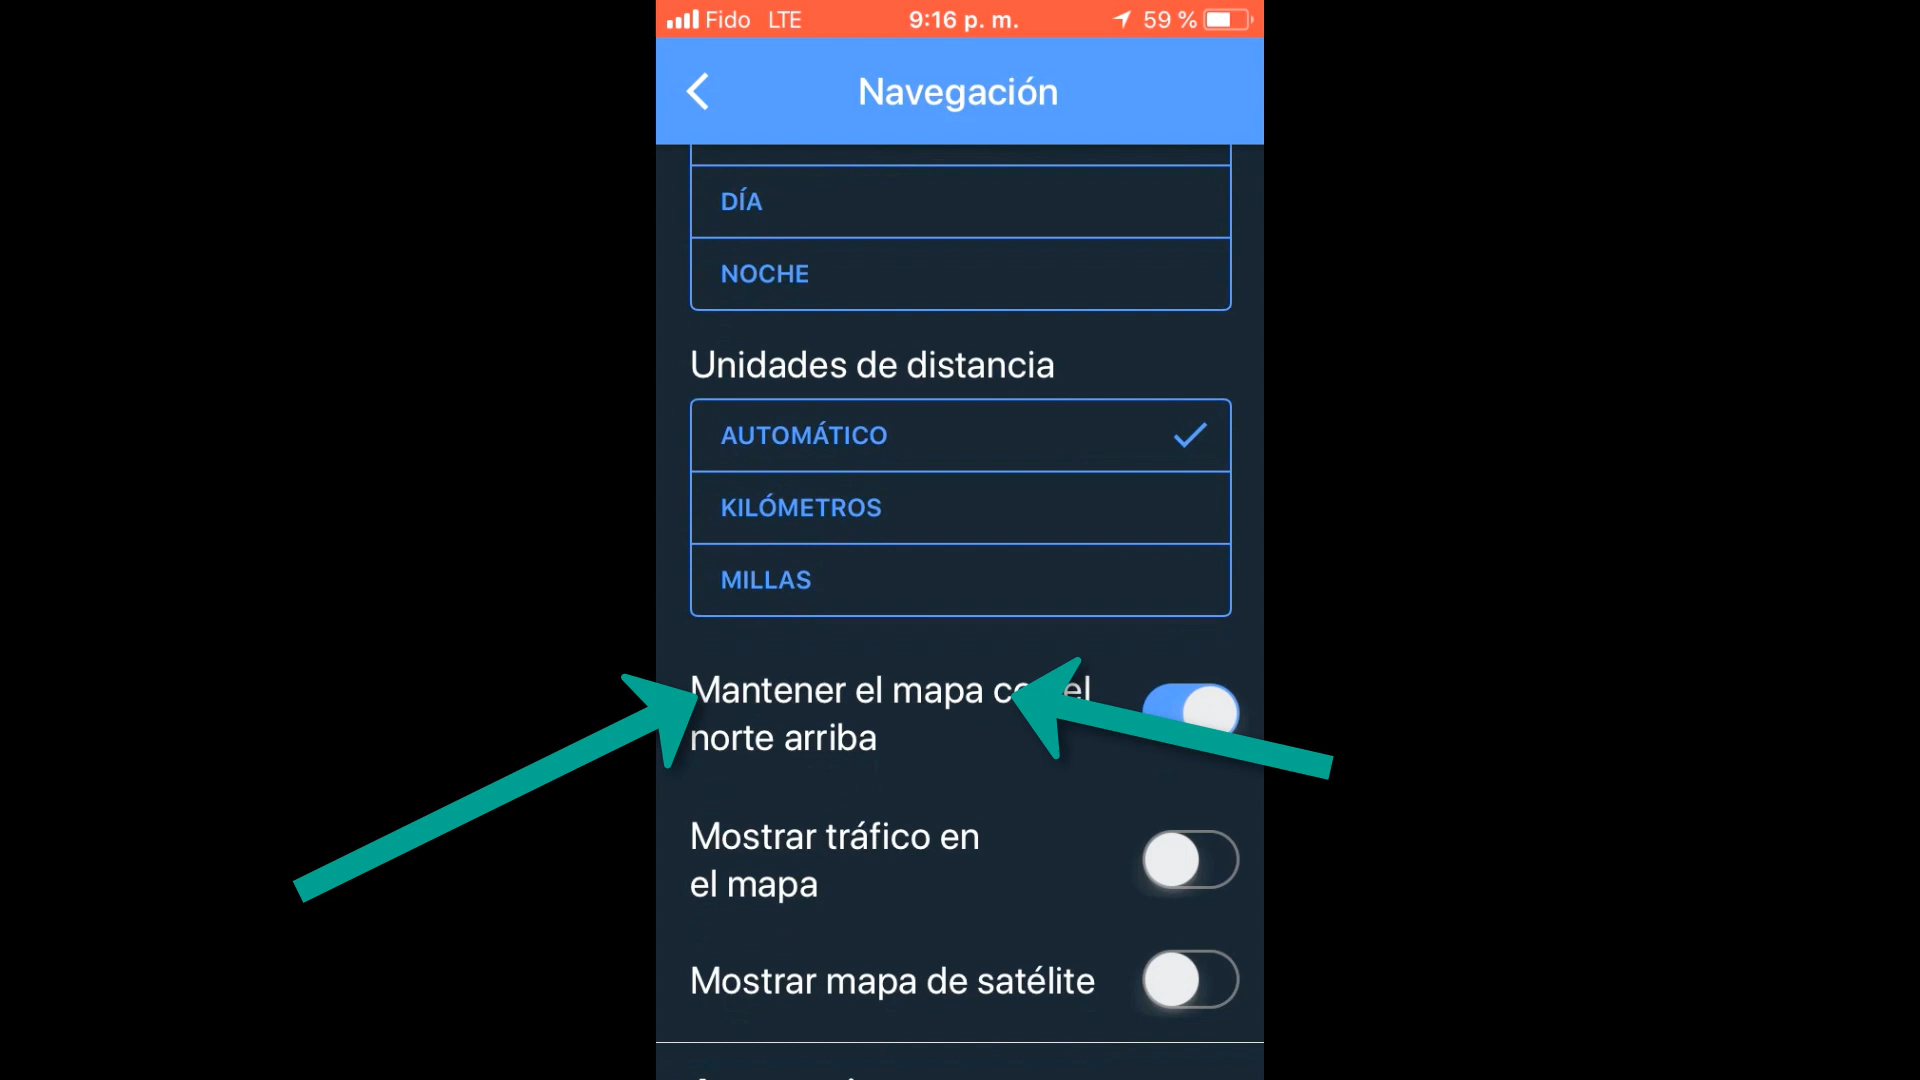 Fido LTE 9:16 p. m. 59 %
Navegación
DÍA
NOCHE
Unidades de distancia
AUTOMÁTICO
KILÓMETROS
MILLAS
Mantener el mapa el
norte arriba
Mostrar tráfico en
el mapa
Mostrar mapa de satélite